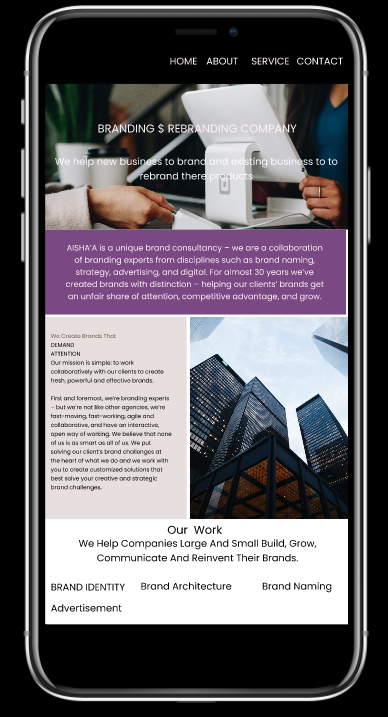 HOME ABOUT SERVICE CONTACT
BRANDING $ REBRANDING COMPANY
We help new business to brand and existing business to to
rebrand there products
AISHA'A is a unique brand consultancy – we are a collaboration
of branding experts from disciplines such as brand naming,
strategy, advertising, and digital. For almost 30 years we've
created brands with distinction – helping our clients' brands get
an unfair share of attention, competitive advantage, and grow.
We Create Brands That
DEMAND
ATTENTION
Our mission is simple: to work
collaboratively with our clients to create
fresh, powerful and effective brands.
First and foremost, we're branding experts
– but we're not like other agencies, we're
fast-moving, fast-working, agile and
collaborative, and have an interactive,
open way of working. We believe that none
of us is as smart as all of us. We put
solving our client's brand challenges at
the heart of what we do and we work with
you to create customized solutions that
best solve your creative and strategic
brand challenges.
Our Work
We Help Companies Large And Small Build, Grow,
Communicate And Reinvent Their Brands.
BRAND IDENTITY Brand Architecture Brand Naming
Advertisement